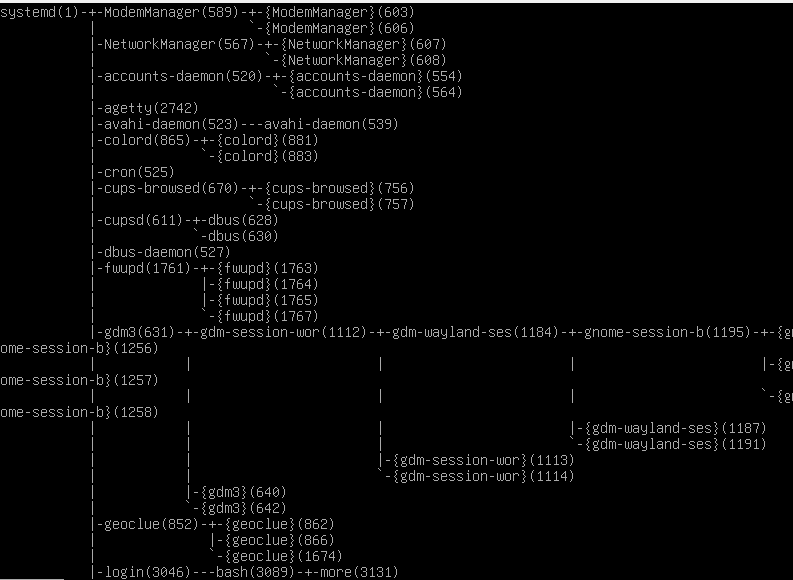 systemd(1)-+-ModemManager(589)-+-{ModemManager}(603)
           |                   `-{ModemManager}(606)
           |-NetworkManager(567)-+-{NetworkManager}(607)
           |                     `-{NetworkManager}(608)
           |-accounts-daemon(520)-+-{accounts-daemon}(554)
           |                      `-{accounts-daemon}(564)
           |-agetty(2742)
           |-avahi-daemon(523)---avahi-daemon(539)
           |-colord(865)-+-{colord}(881)
           |             `-{colord}(883)
           |-cron(525)
           |-cups-browsed(670)-+-{cups-browsed}(756)
           |                   `-{cups-browsed}(757)
           |-cupsd(611)-+-dbus(628)
           |            `-dbus(630)
           |-dbus-daemon(527)
           |-fwupd(1761)-+-{fwupd}(1763)
           |             |-{fwupd}(1764)
           |             |-{fwupd}(1765)
           |             `-{fwupd}(1767)
           |-gdm3(631)-+-gdm-session-wor(1112)-+-gdm-wayland-ses(1184)-+-gnome-session-b(1195)-+-{gn
ome-session-b}(1256)
           |           |                       |                       |                       |-{gn
ome-session-b}(1257)
           |           |                       |                       |                       `-{gn
ome-session-b}(1258)
           |           |                       |                       |-{gdm-wayland-ses}(1187)
           |           |                       |                       `-{gdm-wayland-ses}(1191)
           |           |                       |-{gdm-session-wor}(1113)
           |           |                       `-{gdm-session-wor}(1114)
           |           |-{gdm3}(640)
           |           `-{gdm3}(642)
           |-geoclue(852)-+-{geoclue}(862)
           |              |-{geoclue}(866)
           |              `-{geoclue}(1674)
           |-login(3046)---bash(3089)-+-more(3131)